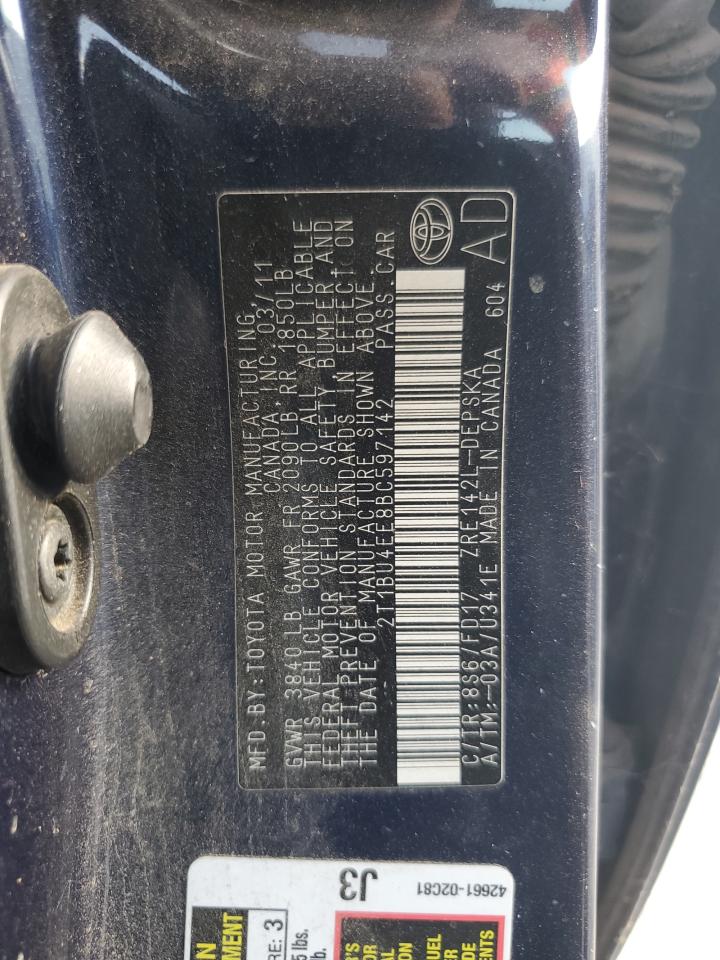 MFD.BY:TOYOTA MOTOR MANUFACTURING,
CANADA INC. 03/11
GVWR 3840LB GAWR FR 2090LB, RR 1850LB
THIS VEHICLE CONFORMS TO ALL APPLICABLE
FEDERAL MOTOR VEHICLE SAFETY, BUMPER AND
THEFT PREVENTION STANDARDS IN EFFECT ON
THE DATE OF MANUFACTURE SHOWN ABOVE.
2T1BU4EE8BC597142 PASS.CAR
C/TR:8S6/FD17 ZRE142L-DEPSKA
A/TM:-03A/U341E MADE IN CANADA 604
AD
J3
42661-02C81